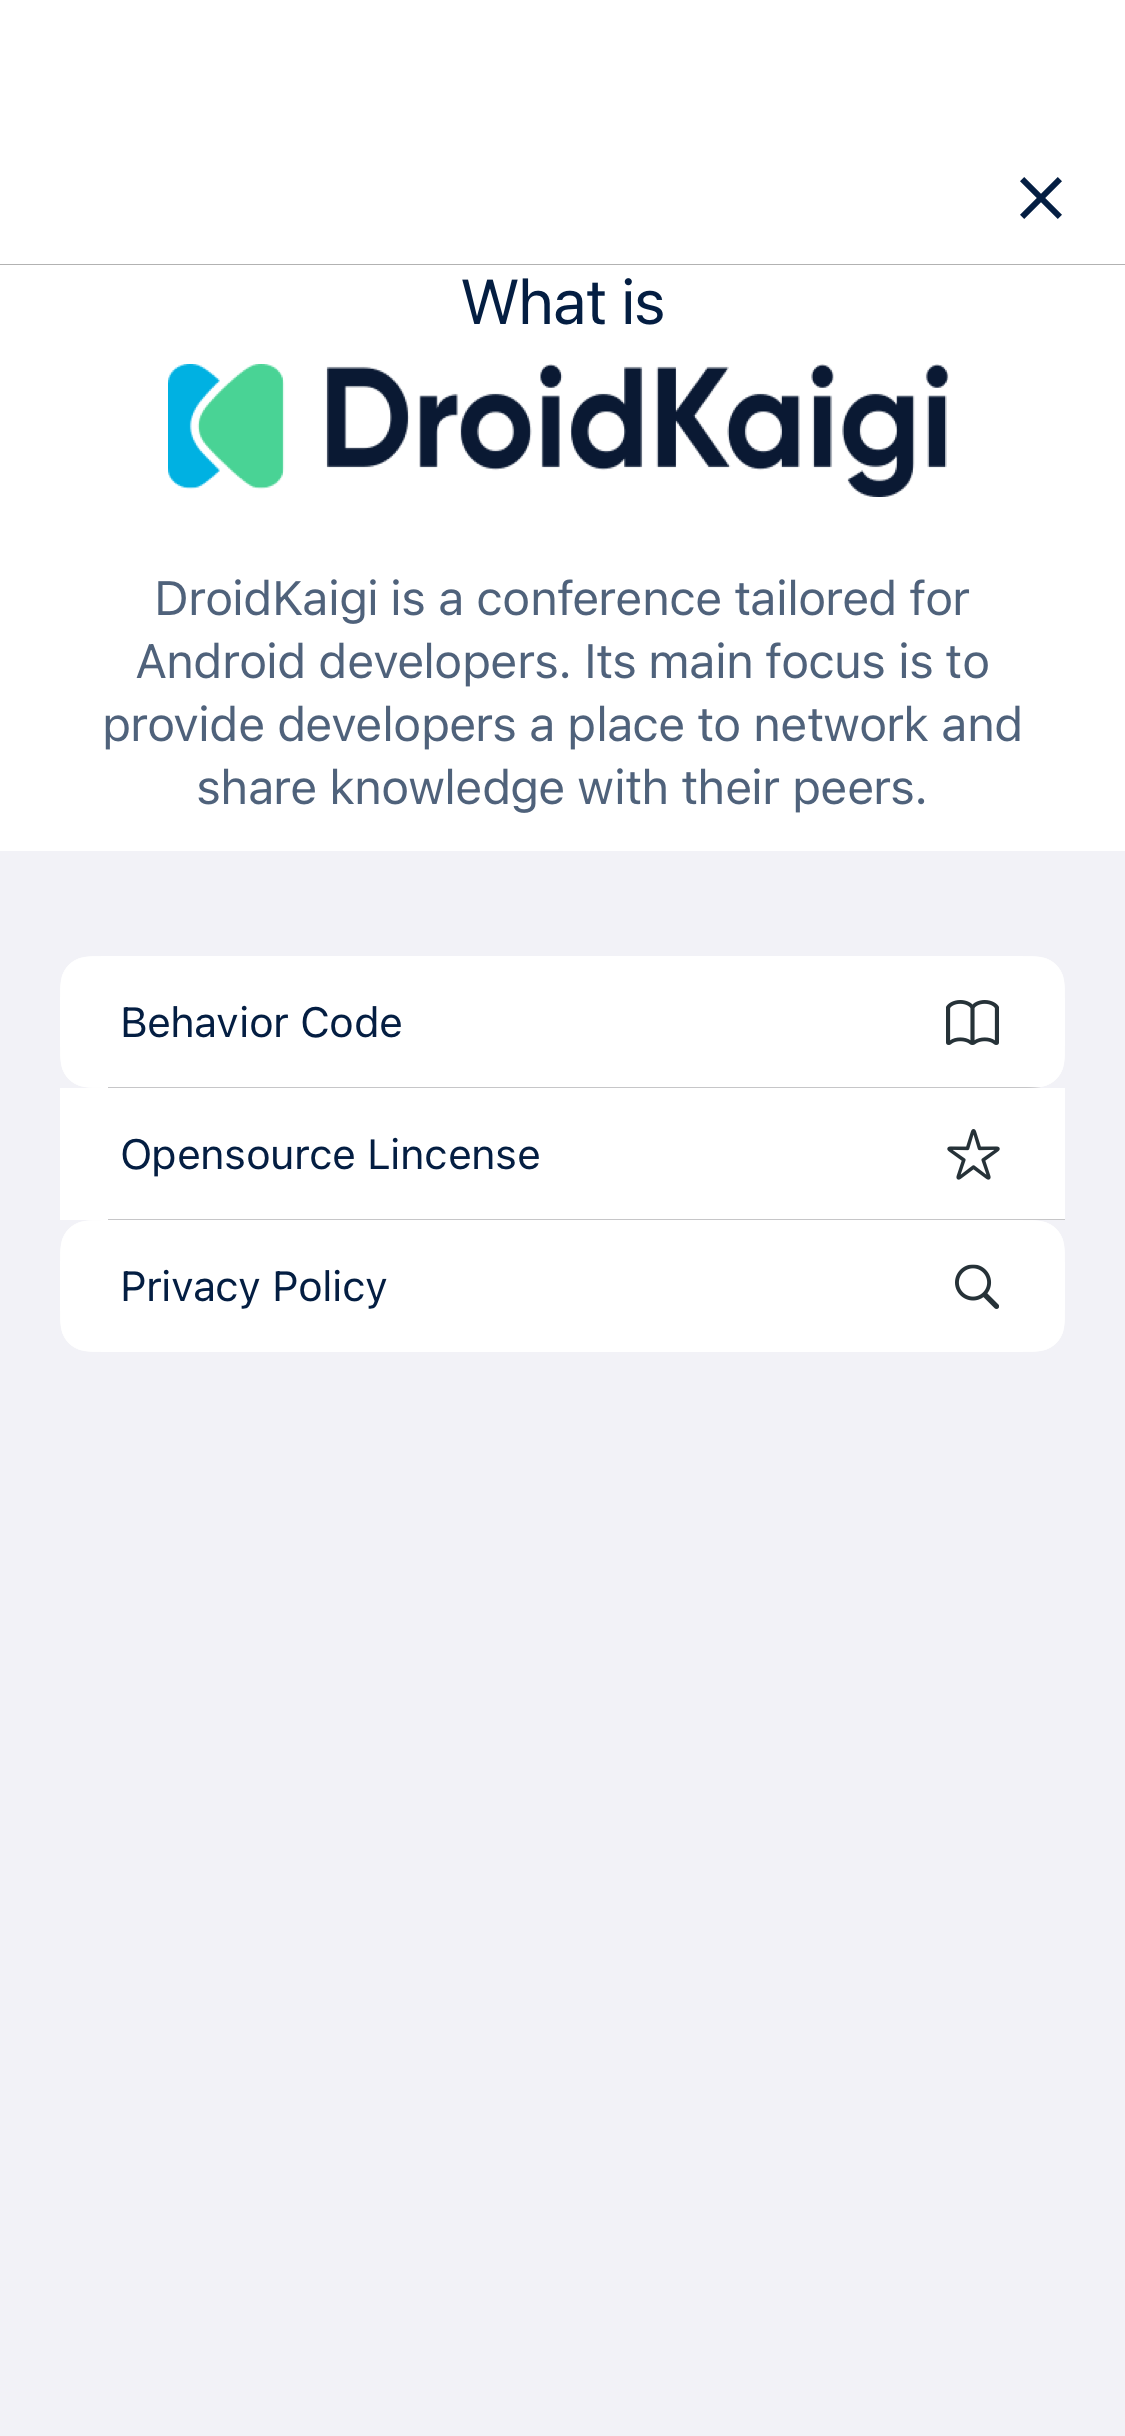 What is
DroidKaigi
DroidKaigi is a conference tailored for
Android developers. Its main focus is to
provide developers a place to network and
share knowledge with their peers.
Behavior Code
Opensource Lincense
Privacy Policy